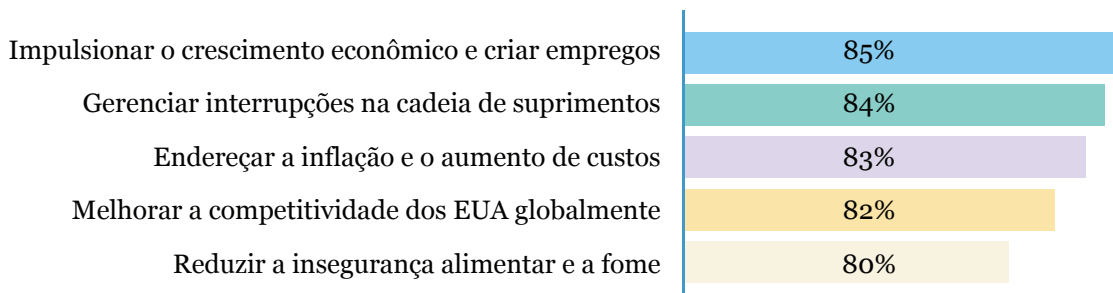 Impulsionar o crescimento econômico e criar empregos 85%
Gerenciar interrupções na cadeia de suprimentos 84%
Endereçar a inflação e o aumento de custos 83%
Melhorar a competitividade dos EUA globalmente 82%
Reduzir a insegurança alimentar e a fome 80%